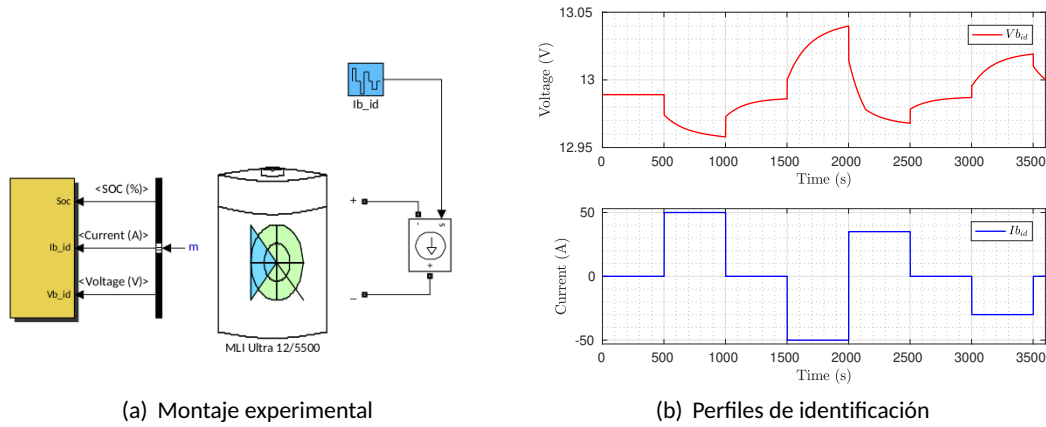 Ib_id
<SOC (%)>
Soc
+
-
s
<Current (A)>
Ib_id
m
+
<Voltage (V)>
Vb_id
_
MLI Ultra 12/5500
(a) Montaje experimental
13.05
13
12.95
Voltage (V)
Vb_id
0 500 1000 1500 2000 2500 3000 3500
Time (s)
50
0
-50
Current (A)
Ib_id
0 500 1000 1500 2000 2500 3000 3500
Time (s)
(b) Perfiles de identificación